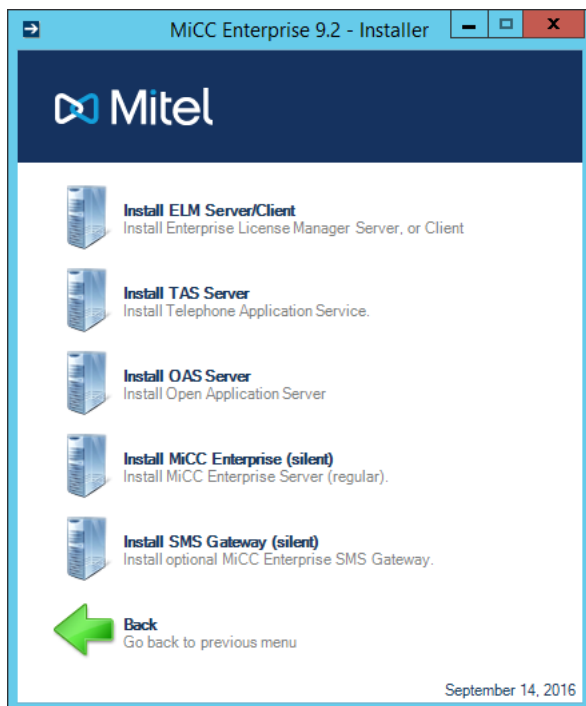 MiCC Enterprise 9.2 - Installer
Mitel
Install ELM Server/Client
Install Enterprise License Manager Server, or Client
Install TAS Server
Install Telephone Application Service.
Install OAS Server
Install Open Application Server
Install MiCC Enterprise (silent)
Install MiCC Enterprise Server (regular).
Install SMS Gateway (silent)
Install optional MiCC Enterprise SMS Gateway.
Back
Go back to previous menu
September 14, 2016